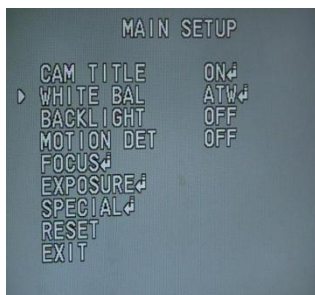 MAIN SETUP
CAM TITLE ON↲
WHITE BAL ATW↲
BACKLIGHT OFF
MOTION DET OFF
FOCUS↲
EXPOSURE↲
SPECIAL↲
RESET
EXIT